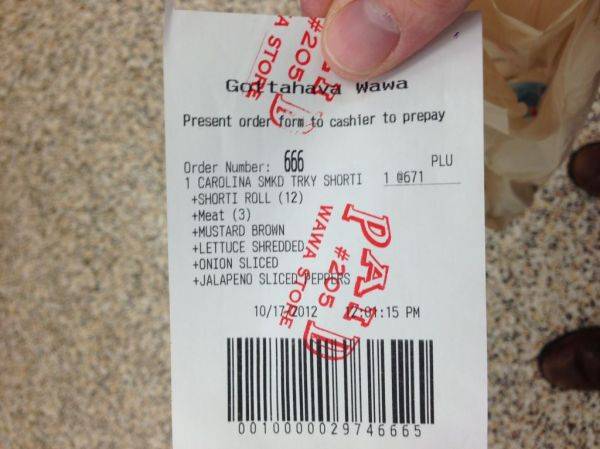 Gottahava Wawa
Present order form to cashier to prepay
Order Number: 666 PLU
1 CAROLINA SMKD TRKY SHORTI 1 @671
+SHORTI ROLL (12)
+Meat (3)
+MUSTARD BROWN
+LETTUCE SHREDDED
+ONION SLICED
+JALAPENO SLICED PEPPERS
10/17/2012 12:01:15 PM
0010000029746665
#205
A STORE
PAID
#205
WAWA STORE